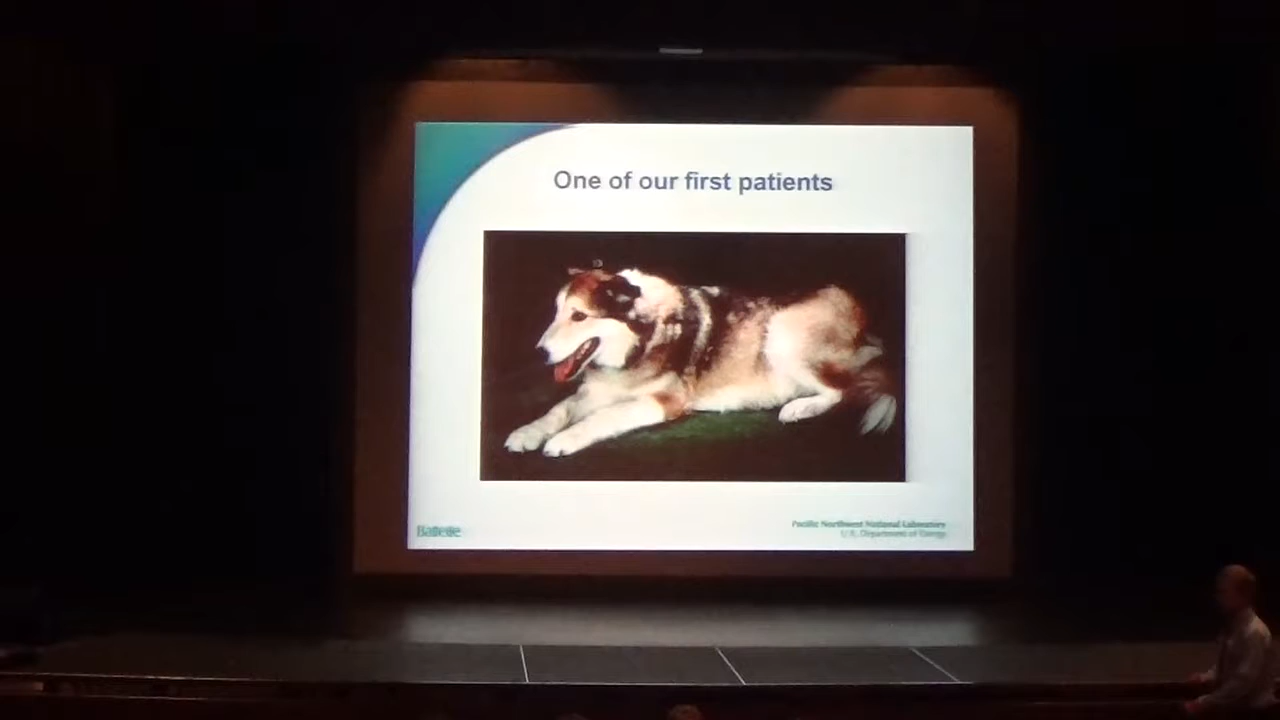 One of our first patients
Battelle
Pacific Northwest National Laboratory
U.S. Department of Energy